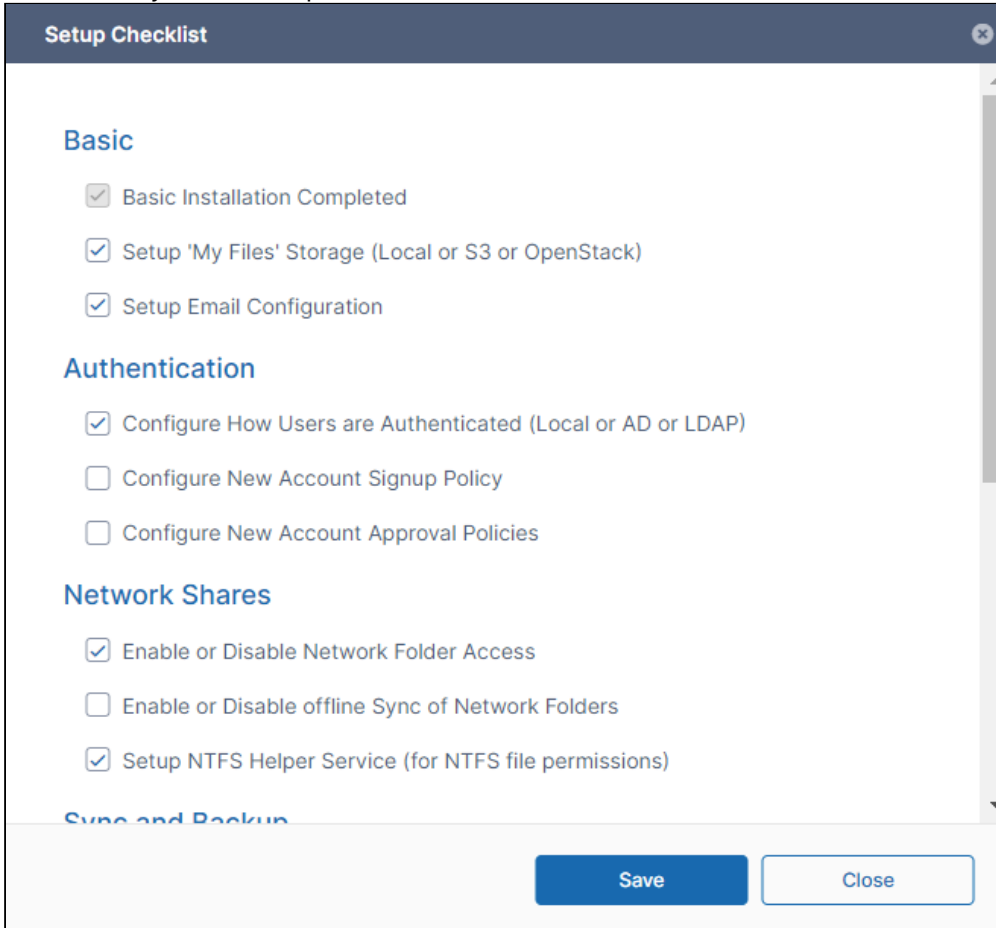 Setup Checklist
Basic
Basic Installation Completed
Setup 'My Files' Storage (Local or S3 or OpenStack)
Setup Email Configuration
Authentication
Configure How Users are Authenticated (Local or AD or LDAP)
Configure New Account Signup Policy
Configure New Account Approval Policies
Network Shares
Enable or Disable Network Folder Access
Enable or Disable offline Sync of Network Folders
Setup NTFS Helper Service (for NTFS file permissions)
Sync and Backup
Save
Close